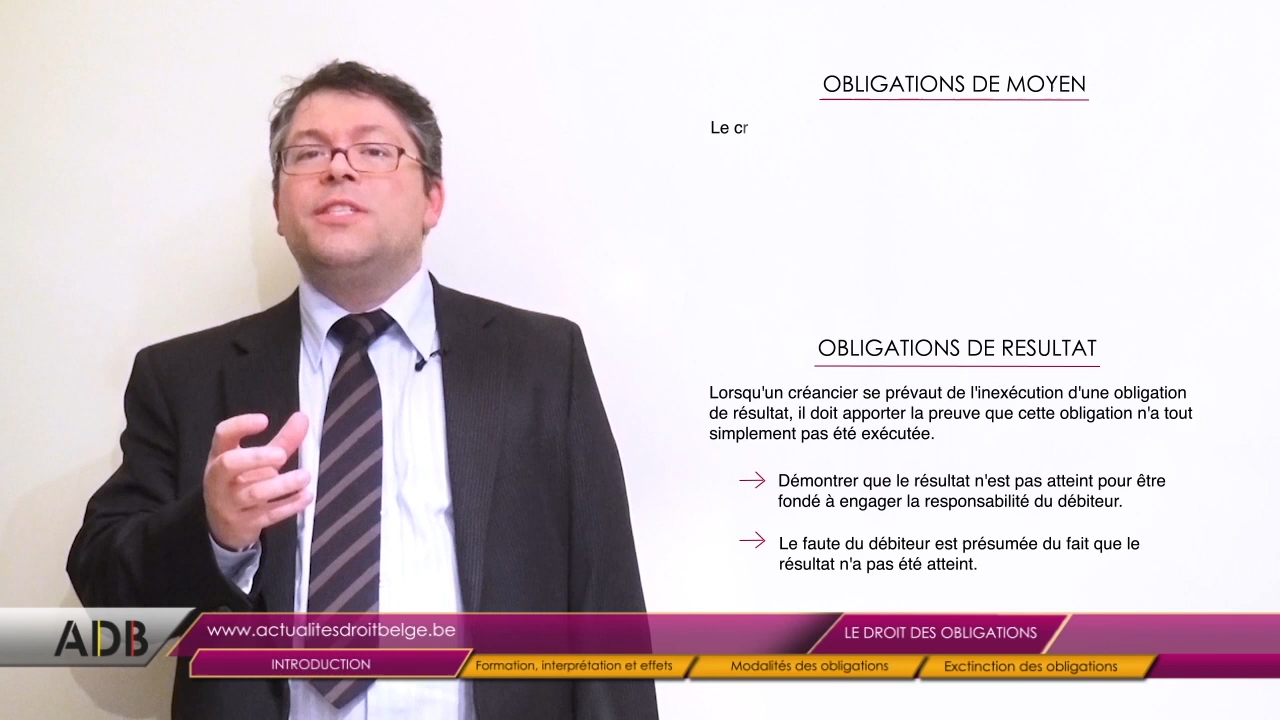 OBLIGATIONS DE MOYEN
Le cr
OBLIGATIONS DE RESULTAT
Lorsqu'un créancier se prévaut de l'inexécution d'une obligation
de résultat, il doit apporter la preuve que cette obligation n'a tout
simplement pas été exécutée.
Démontrer que le résultat n'est pas atteint pour être
fondé à engager la responsabilité du débiteur.
Le faute du débiteur est présumée du fait que le
résultat n'a pas été atteint.
ADB
www.actualitesdroitbelge.be
LE DROIT DES OBLIGATIONS
INTRODUCTION
Formation, interprétation et effets
Modalités des obligations
Exctinction des obligations